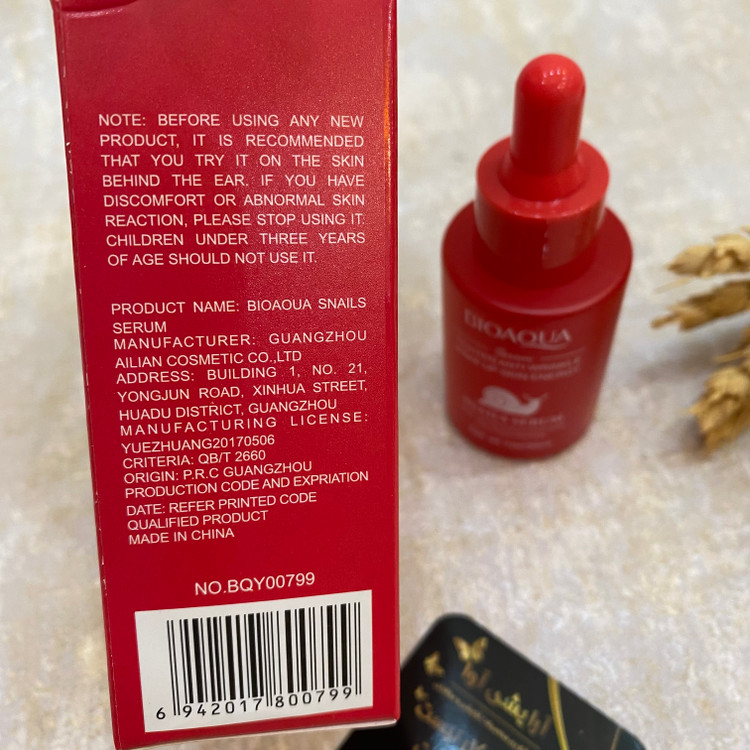 NOTE: BEFORE USING ANY NEW
PRODUCT, IT IS RECOMMENDED
THAT YOU TRY IT ON THE SKIN
BEHIND THE EAR. IF YOU HAVE
DISCOMFORT OR ABNORMAL SKIN
REACTION, PLEASE STOP USING IT.
CHILDREN UNDER THREE YEARS
OF AGE SHOULD NOT USE IT.
PRODUCT NAME: BIOAOUA SNAILS
SERUM
MANUFACTURER: GUANGZHOU
AILIAN COSMETIC CO.,LTD
ADDRESS: BUILDING 1, NO. 21,
YONGJUN ROAD, XINHUA STREET,
HUADU DISTRICT, GUANGZHOU
MANUFACTURING LICENSE:
YUEZHUANG20170506
CRITERIA: QB/T 2660
ORIGIN: P.R.C GUANGZHOU
PRODUCTION CODE AND EXPRIATION
DATE: REFER PRINTED CODE
QUALIFIED PRODUCT
MADE IN CHINA
NO.BQY00799
6 942017 800799
BIOAQUA
SERUM
آرایشی آوا